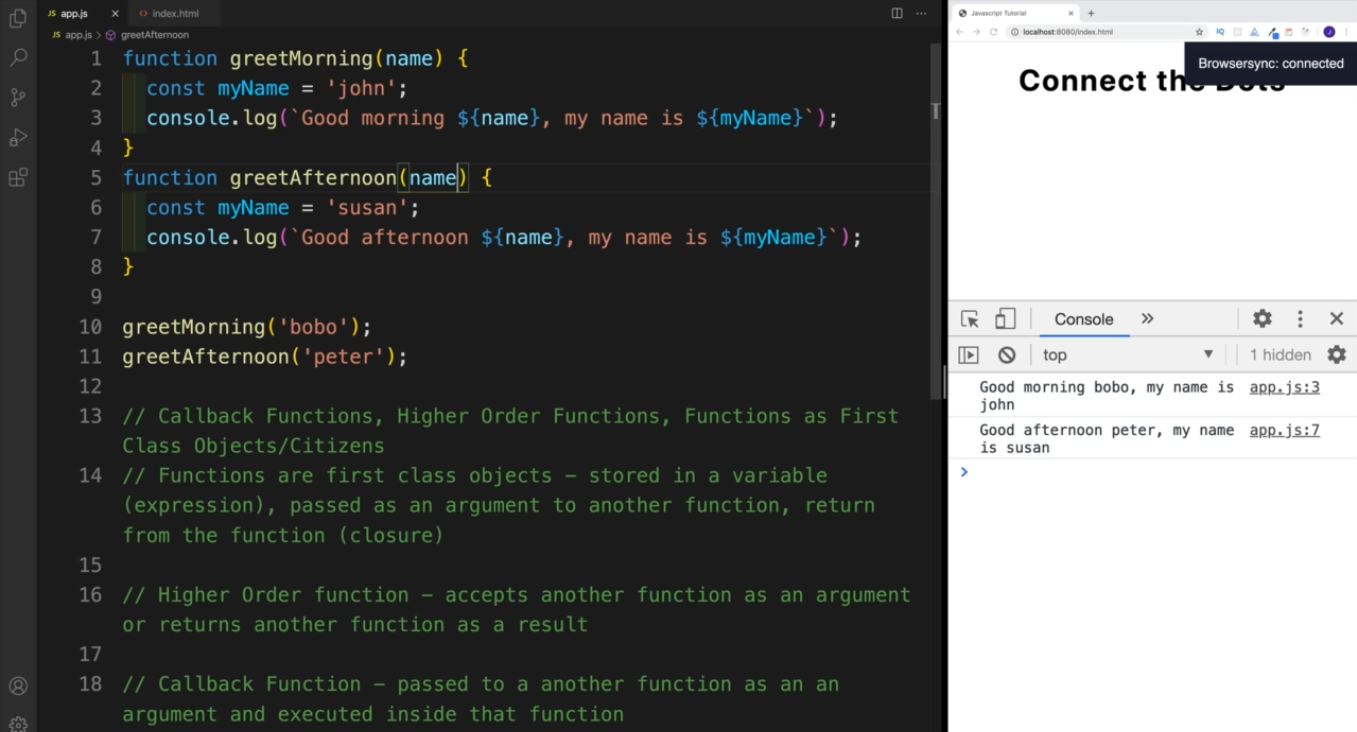 JS app.js ×
<> index.html
...
JS app.js > greetAfternoon
1 function greetMorning(name) {
2 const myName = 'john';
3 console.log(`Good morning ${name}, my name is ${myName}`);
4 }
5 function greetAfternoon(name) {
6 const myName = 'susan';
7 console.log(`Good afternoon ${name}, my name is ${myName}`);
8 }
9
10 greetMorning('bobo');
11 greetAfternoon('peter');
12
13 // Callback Functions, Higher Order Functions, Functions as First
Class Objects/Citizens
14 // Functions are first class objects - stored in a variable
(expression), passed as an argument to another function, return
from the function (closure)
15
16 // Higher Order function - accepts another function as an argument
or returns another function as a result
17
18 // Callback Function - passed to a another function as an an
argument and executed inside that function
Javascript Tutorial × +
localhost:8080/index.html
IQ
J
Browsersync: connected
Connect the Dots
Console »
top ▼ 1 hidden
Good morning bobo, my name is app.js:3
john
Good afternoon peter, my name app.js:7
is susan
>